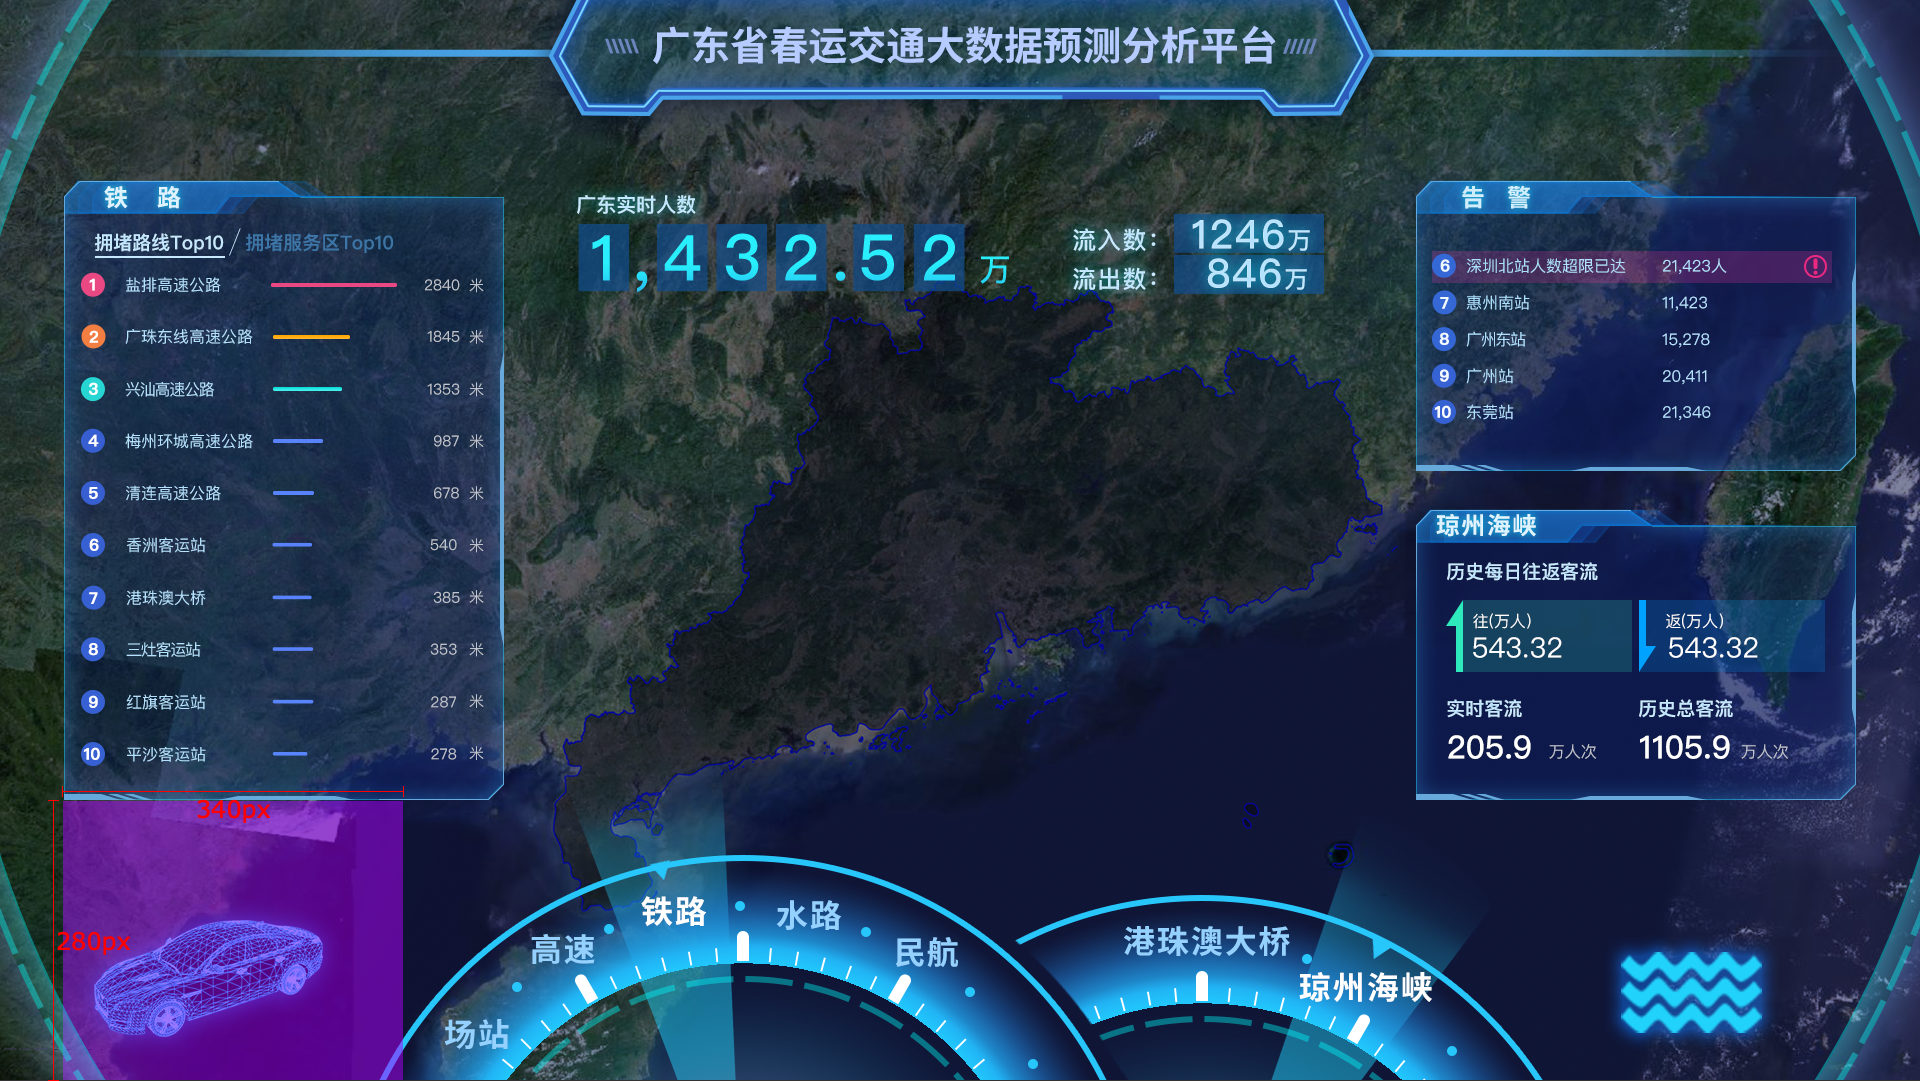 广东省春运交通大数据预测分析平台
铁 路
拥堵路线Top10/拥堵服务区Top10
1 盐排高速公路 2840 米
2 广珠东线高速公路 1845 米
3 兴汕高速公路 1353 米
4 梅州环城高速公路 987 米
5 清连高速公路 678 米
6 香洲客运站 540 米
7 港珠澳大桥 385 米
8 三灶客运站 353 米
9 红旗客运站 287 米
10 平沙客运站 278 米
广东实时人数
1,432.52 万
流入数： 1246万
流出数： 846万
告 警
6 深圳北站人数超限已达 21,423人
7 惠州南站 11,423
8 广州东站 15,278
9 广州站 20,411
10 东莞站 21,346
琼州海峡
历史每日往返客流
往(万人)
543.32
返(万人)
543.32
实时客流
205.9 万人次
历史总客流
1105.9 万人次
340px
280px
场站
高速
铁路
水路
民航
港珠澳大桥
琼州海峡